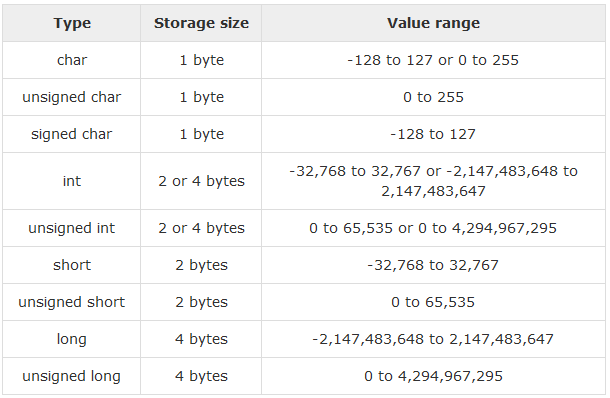 Type Storage size Value range
char 1 byte -128 to 127 or 0 to 255
unsigned char 1 byte 0 to 255
signed char 1 byte -128 to 127
int 2 or 4 bytes -32,768 to 32,767 or -2,147,483,648 to
2,147,483,647
unsigned int 2 or 4 bytes 0 to 65,535 or 0 to 4,294,967,295
short 2 bytes -32,768 to 32,767
unsigned short 2 bytes 0 to 65,535
long 4 bytes -2,147,483,648 to 2,147,483,647
unsigned long 4 bytes 0 to 4,294,967,295